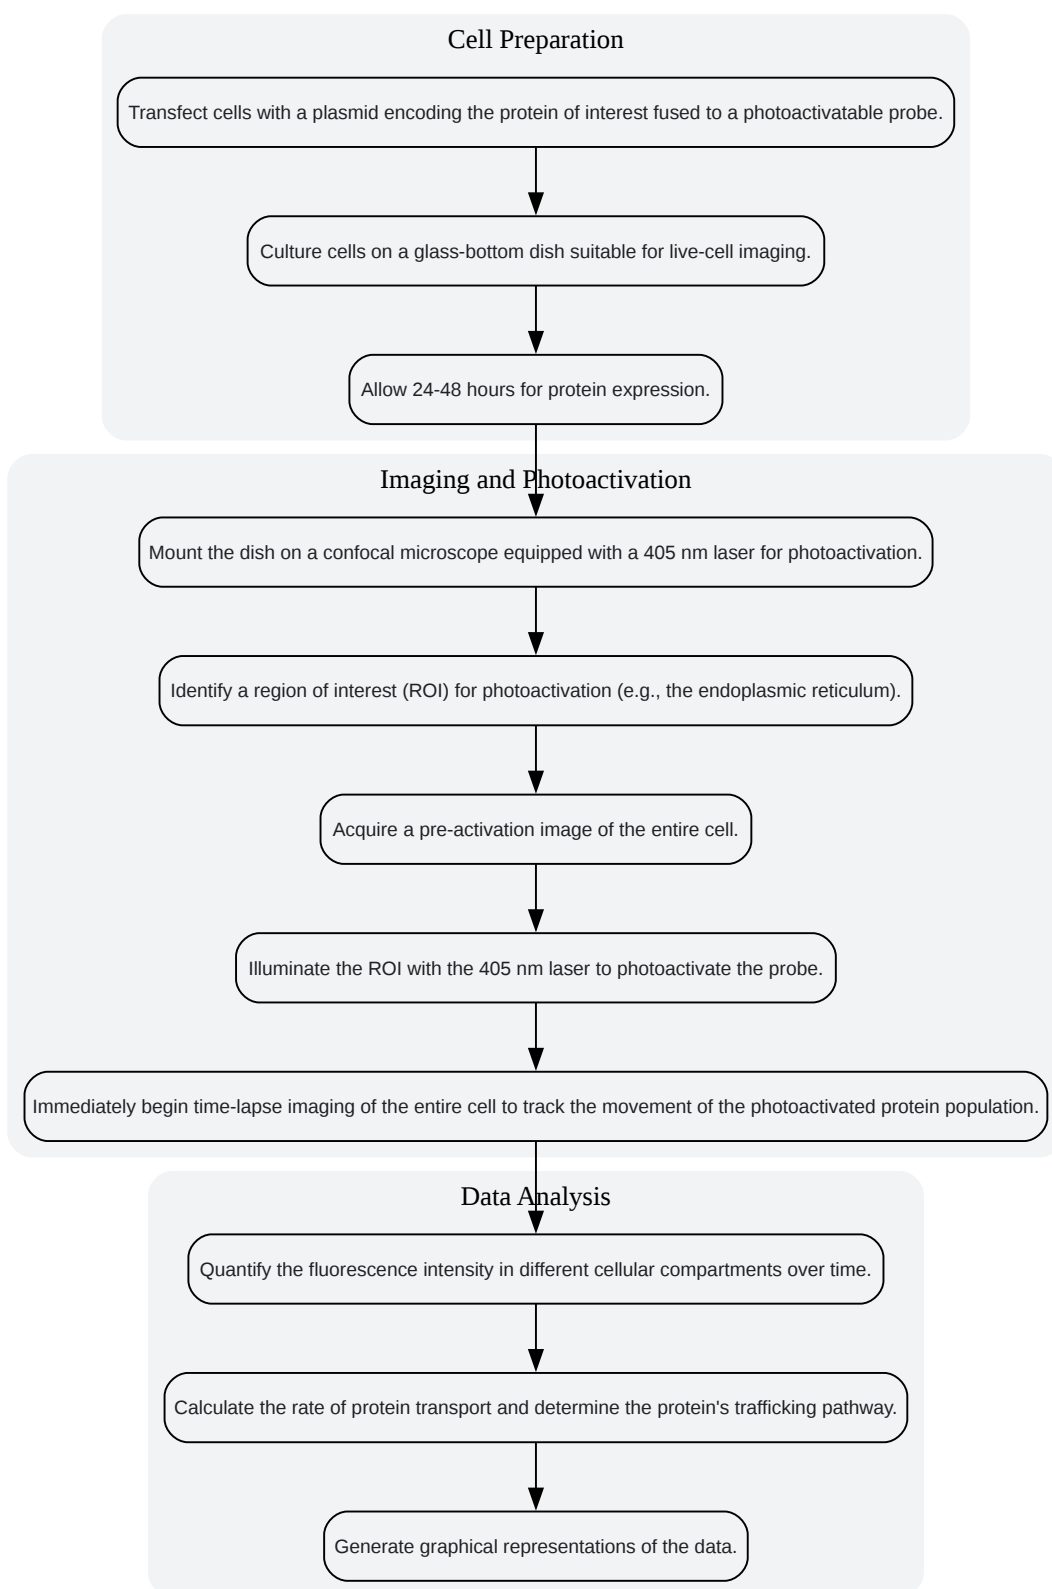 Cell Preparation
Transfect cells with a plasmid encoding the protein of interest fused to a photoactivatable probe.
Culture cells on a glass-bottom dish suitable for live-cell imaging.
Allow 24-48 hours for protein expression.
Imaging and Photoactivation
Mount the dish on a confocal microscope equipped with a 405 nm laser for photoactivation.
Identify a region of interest (ROI) for photoactivation (e.g., the endoplasmic reticulum).
Acquire a pre-activation image of the entire cell.
Illuminate the ROI with the 405 nm laser to photoactivate the probe.
Immediately begin time-lapse imaging of the entire cell to track the movement of the photoactivated protein population.
Data Analysis
Quantify the fluorescence intensity in different cellular compartments over time.
Calculate the rate of protein transport and determine the protein's trafficking pathway.
Generate graphical representations of the data.